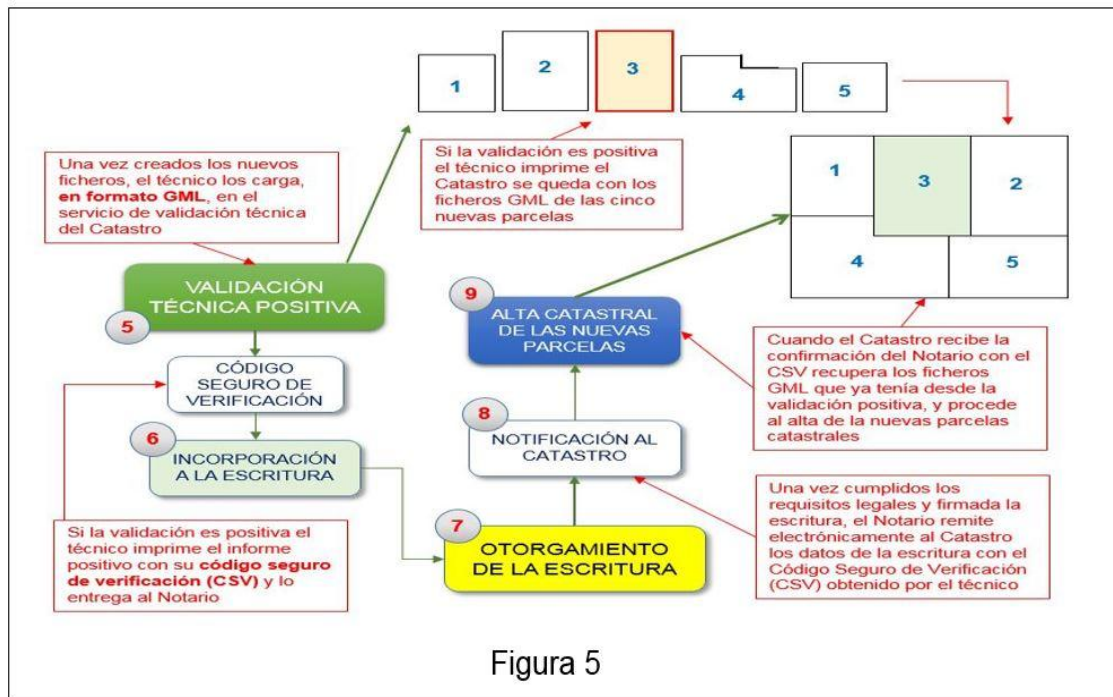 1
2
3
4
5
Una vez creados los nuevos
ficheros, el técnico los carga,
en formato GML, en el
servicio de validación técnica
del Catastro
Si la validación es positiva
el técnico imprime el
Catastro se queda con los
ficheros GML de las cinco
nuevas parcelas
1
3
2
4
5
VALIDACIÓN
TÉCNICA POSITIVA
5
CÓDIGO
SEGURO DE
VERIFICACIÓN
6
INCORPORACIÓN
A LA ESCRITURA
Si la validación es positiva el
técnico imprime el informe
positivo con su código seguro
de verificación (CSV) y lo
entrega al Notario
7
OTORGAMIENTO
DE LA ESCRITURA
8
NOTIFICACIÓN AL
CATASTRO
9
ALTA CATASTRAL
DE LAS NUEVAS
PARCELAS
Cuando el Catastro recibe la
confirmación del Notario con el
CSV recupera los ficheros
GML que ya tenía desde la
validación positiva, y procede
al alta de la nuevas parcelas
catastrales
Una vez cumplidos los
requisitos legales y firmada la
escritura, el Notario remite
electrónicamente al Catastro
los datos de la escritura con el
Código Seguro de Verificación
(CSV) obtenido por el técnico
Figura 5